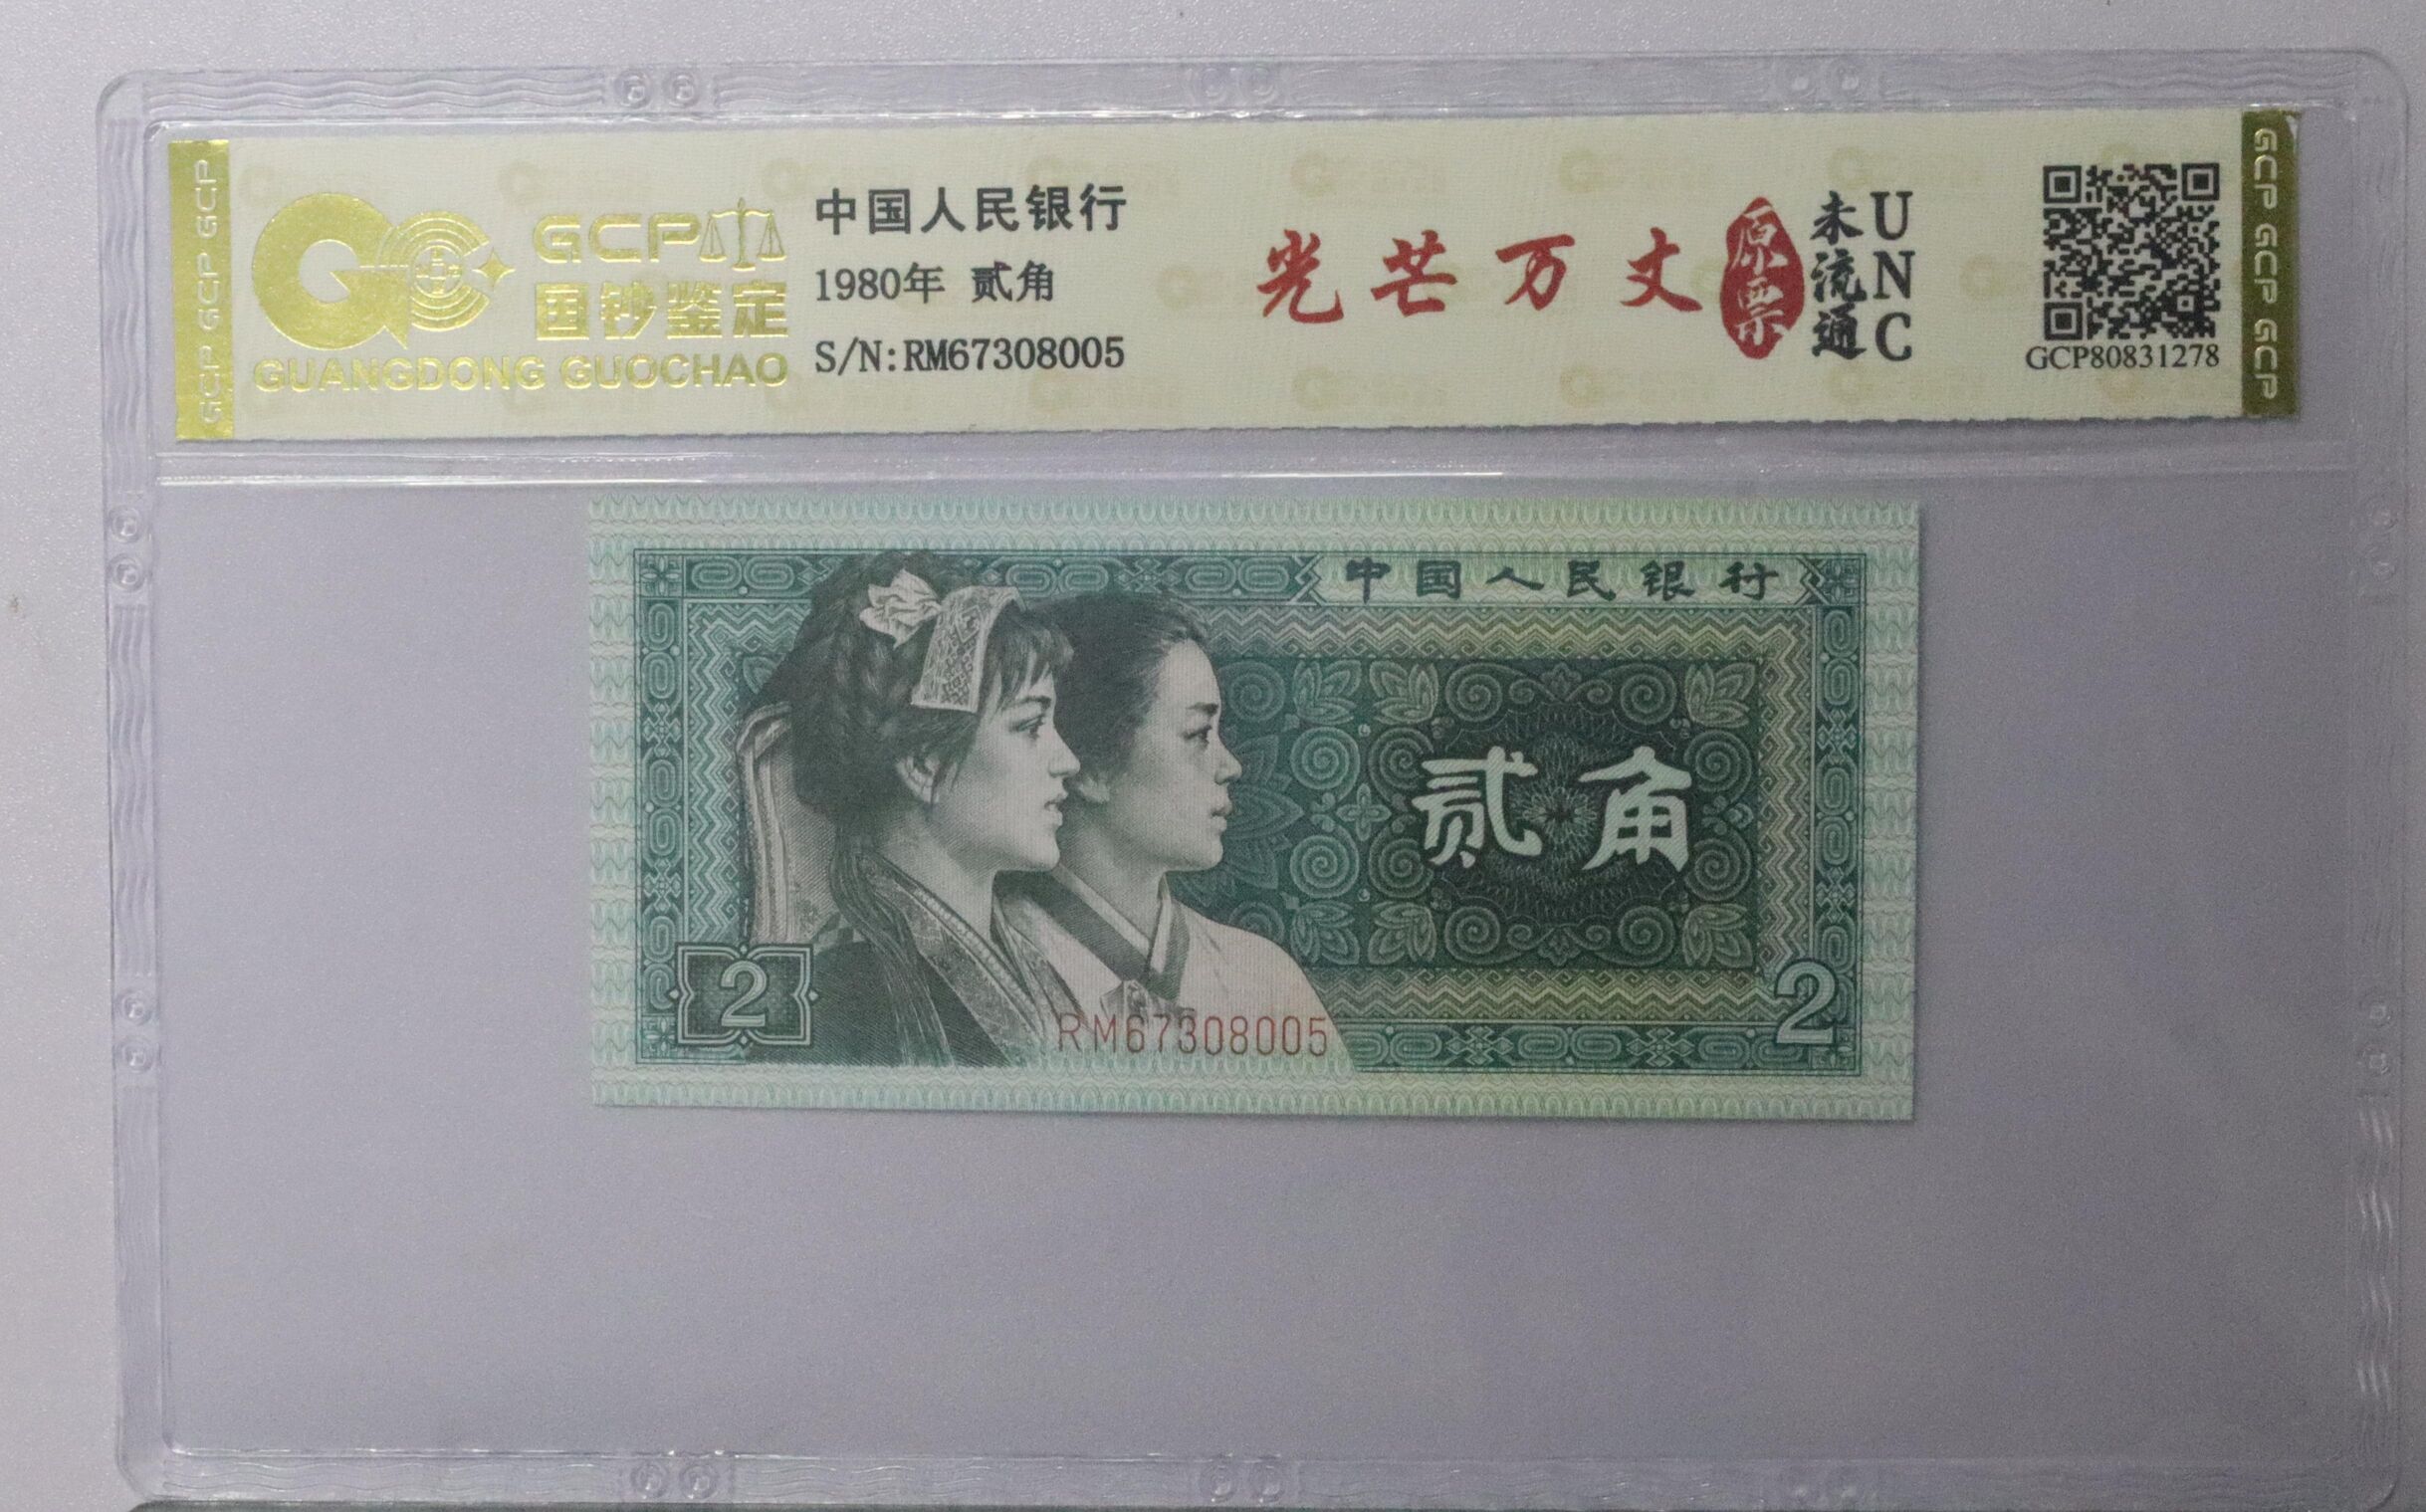 GCP GCP GCP
GCP
国钞鉴定
GUANGDONG GUOCHAO
中国人民银行
1980年 贰角
S/N:RM67308005
光芒万丈
原票
未流通
UNC
GCP80831278
GCP GCP GCP
中国人民银行
贰角
2
2
RM67308005